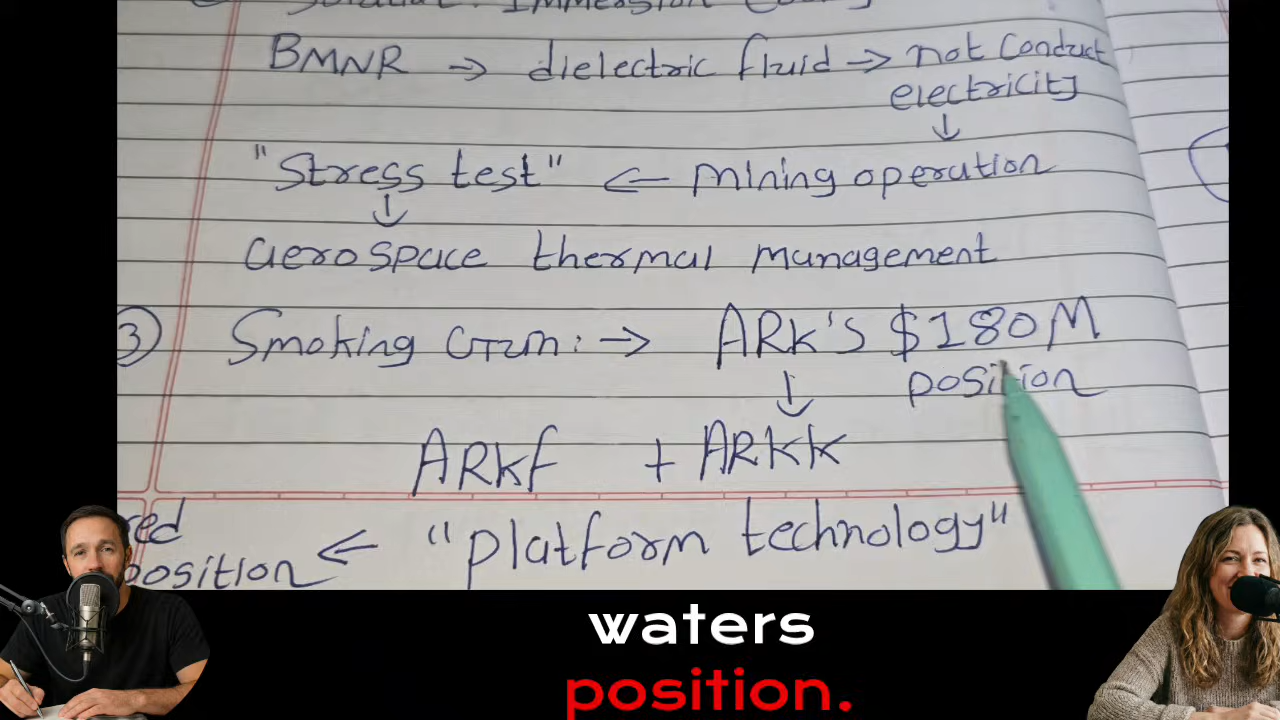 BMNR → dielectric fluid → not Conduct
electricity
↓
"Stress test" ← mining operation
↓
aerospace thermal management
③ Smoking Gun: → ARK's $180M
position
↓
ARKF + ARKK
red
position ← "platform technology"
waters
position.